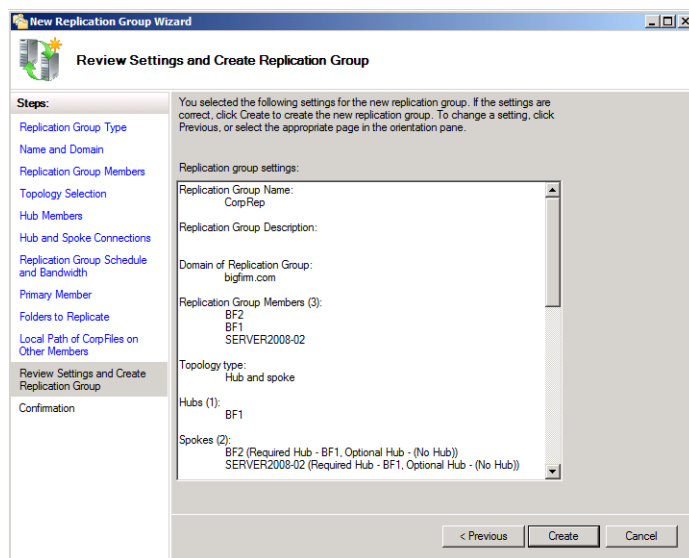 New Replication Group Wizard
Review Settings and Create Replication Group
Steps:
Replication Group Type
Name and Domain
Replication Group Members
Topology Selection
Hub Members
Hub and Spoke Connections
Replication Group Schedule
and Bandwidth
Primary Member
Folders to Replicate
Local Path of CorpFiles on
Other Members
Review Settings and Create
Replication Group
Confirmation
You selected the following settings for the new replication group. If the settings are
correct, click Create to create the new replication group. To change a setting, click
Previous, or select the appropriate page in the orientation pane.
Replication group settings:
Replication Group Name:
CorpRep
Replication Group Description:
Domain of Replication Group:
bigfirm.com
Replication Group Members (3):
BF2
BF1
SERVER2008-02
Topology type:
Hub and spoke
Hubs (1):
BF1
Spokes (2):
BF2 (Required Hub - BF1, Optional Hub - (No Hub))
SERVER2008-02 (Required Hub - BF1, Optional Hub - (No Hub))
< Previous
Create
Cancel